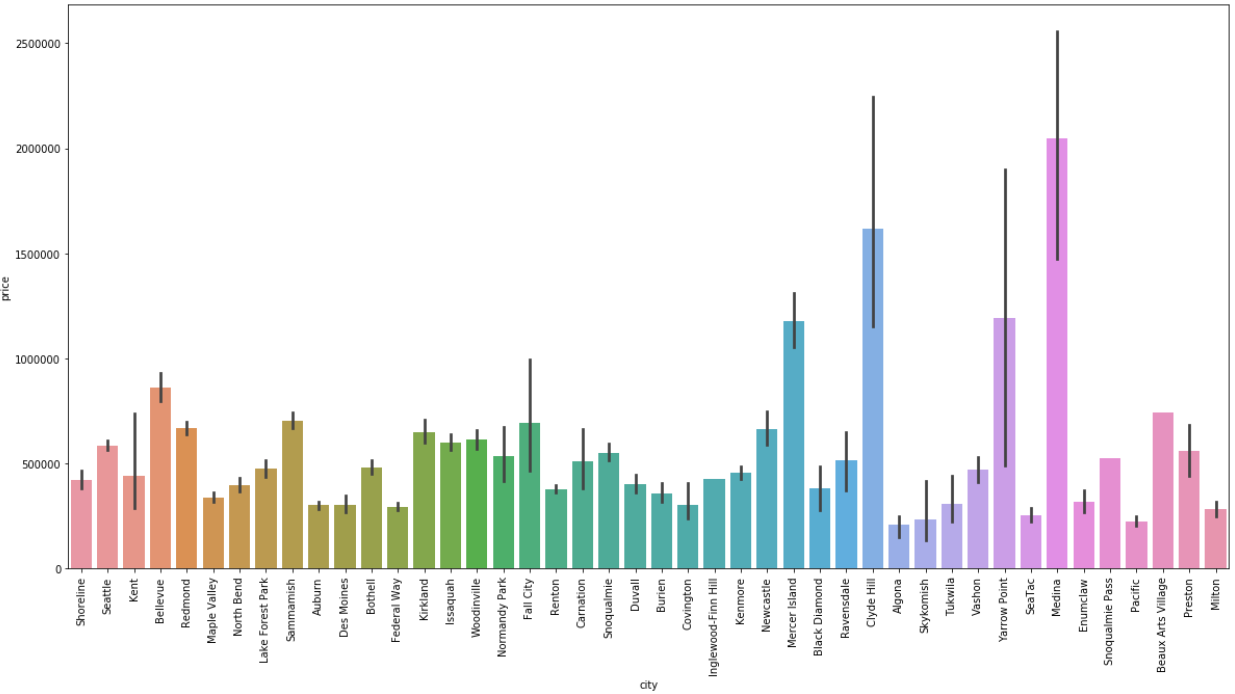 2500000
2000000
1500000
1000000
500000
0
price
Shoreline
Seattle
Kent
Bellevue
Redmond
Maple Valley
North Bend
Lake Forest Park
Sammamish
Auburn
Des Moines
Bothell
Federal Way
Kirkland
Issaquah
Woodinville
Normandy Park
Fall City
Renton
Carnation
Snoqualmie
Duvall
Burien
Covington
Inglewood-Finn Hill
Kenmore
Newcastle
Mercer Island
Black Diamond
Ravensdale
Clyde Hill
Algona
Skykomish
Tukwila
Vashon
Yarrow Point
SeaTac
Medina
Enumclaw
Snoqualmie Pass
Pacific
Beaux Arts Village
Preston
Milton
city